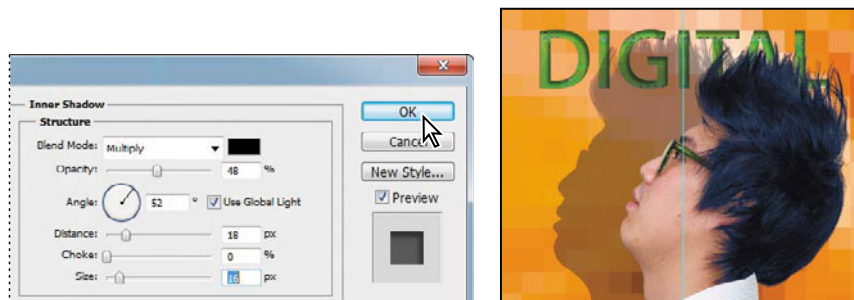 Inner Shadow
Structure
Blend Mode: Multiply
Opacity: 48 %
Angle: 52 ° Use Global Light
Distance: 18 px
Choke: 0 %
Size: 16 px
OK
Cancel
New Style...
Preview
DIGITAL